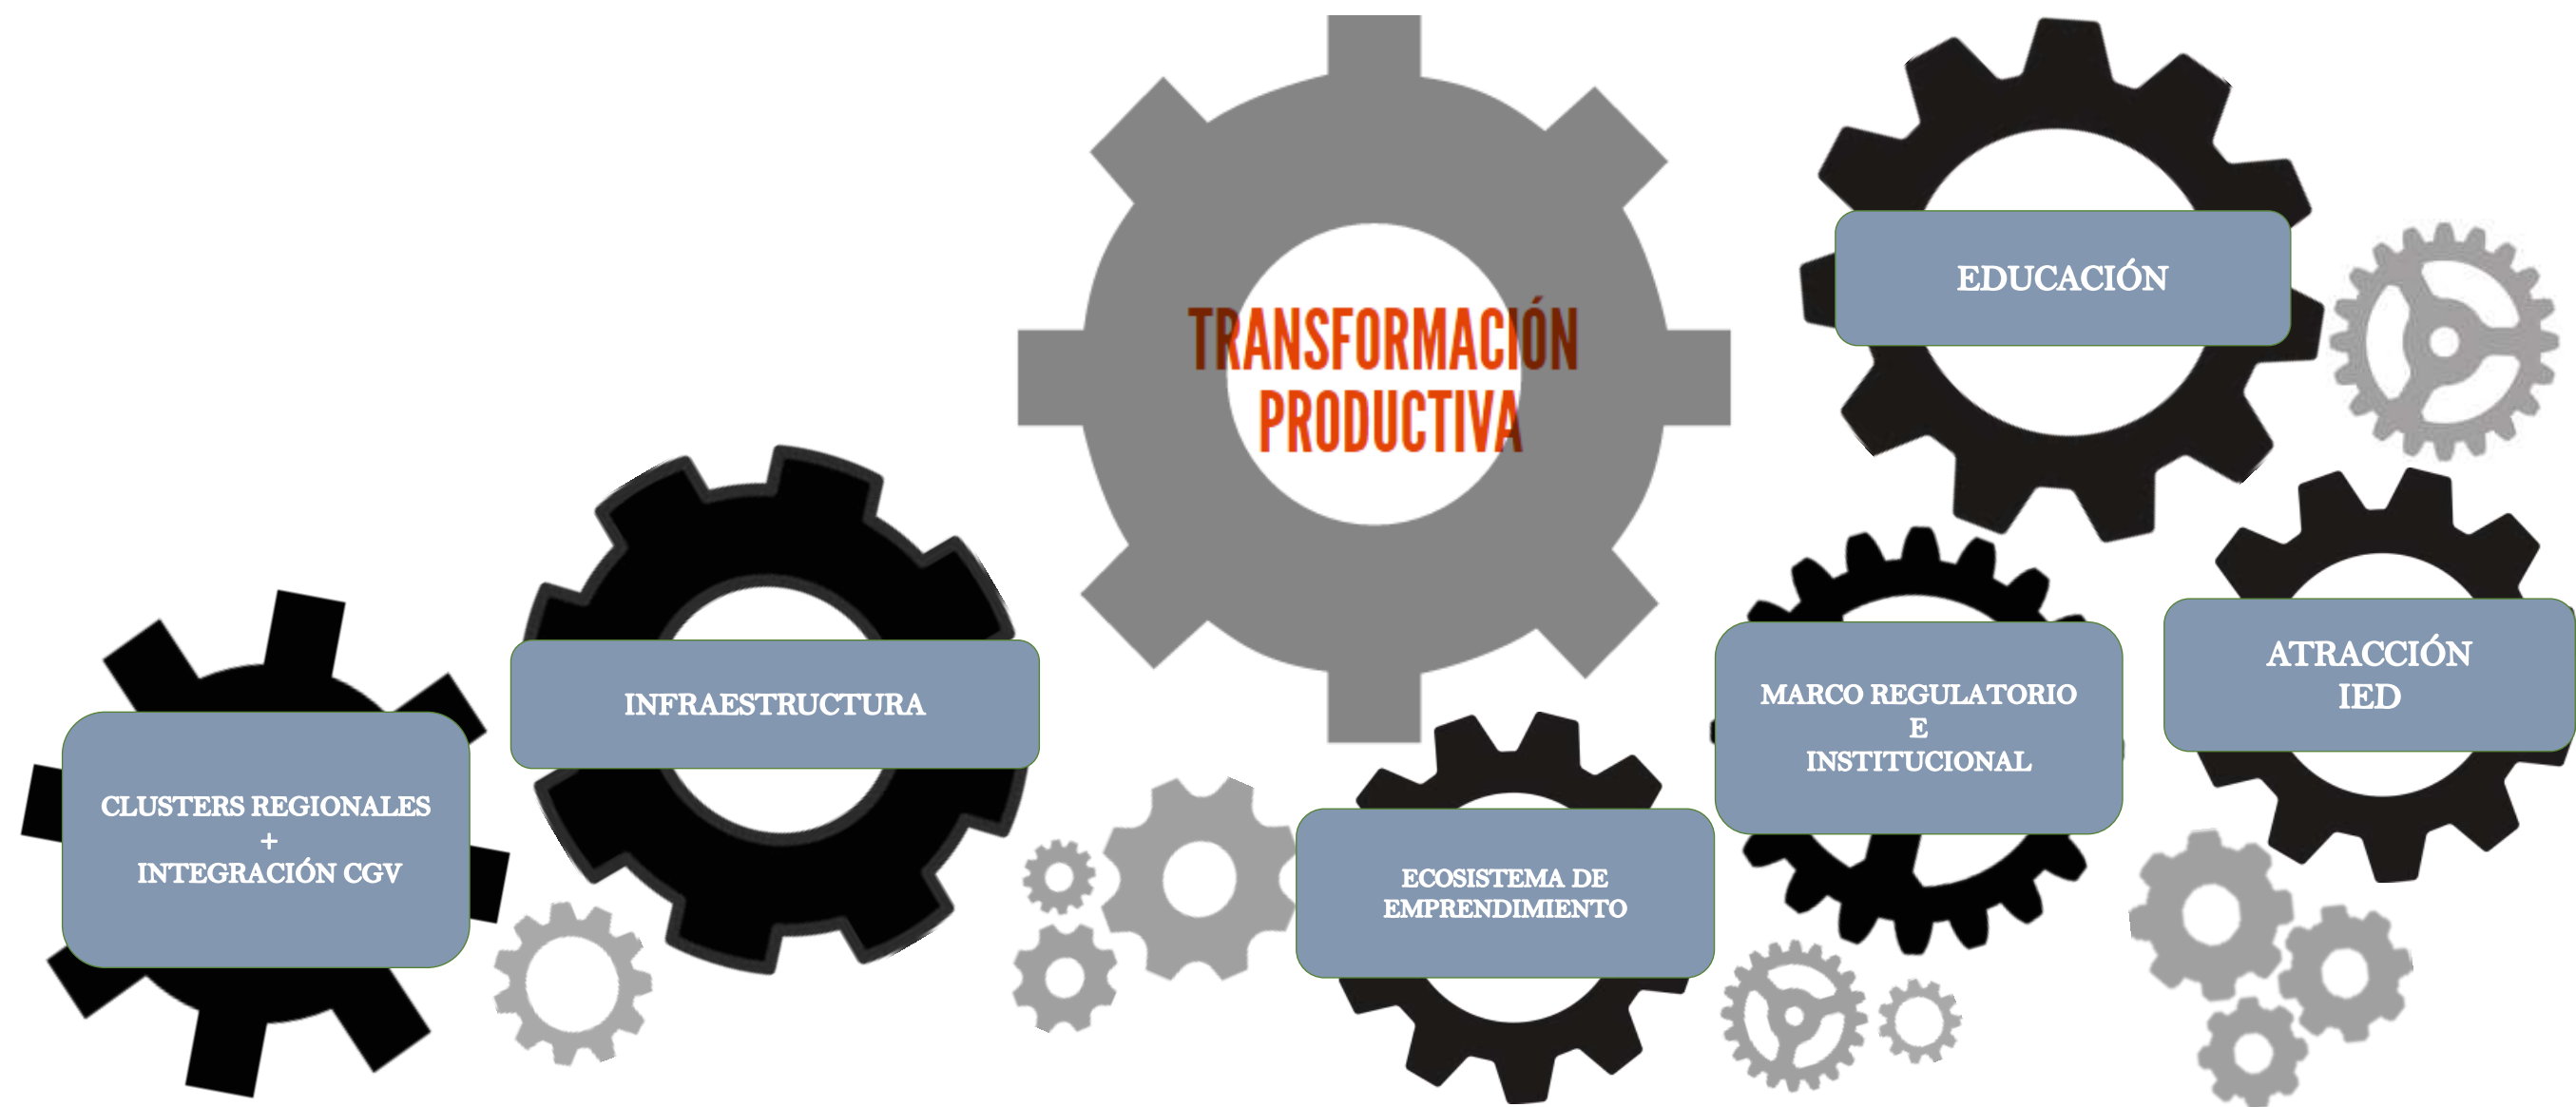 TRANSFORMACIÓN
PRODUCTIVA
EDUCACIÓN
INFRAESTRUCTURA
CLUSTERS REGIONALES
+
INTEGRACIÓN CGV
ECOSISTEMA DE
EMPRENDIMIENTO
MARCO REGULATORIO
E
INSTITUCIONAL
ATRACCIÓN
IED